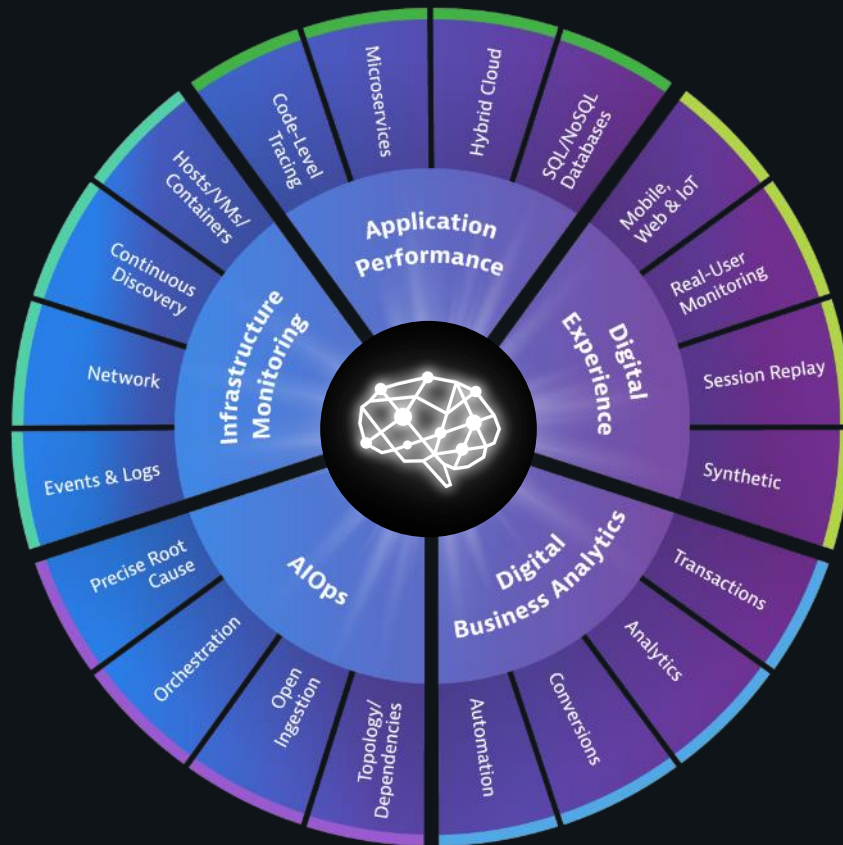 Application
Performance
Code-Level
Tracing
Microservices
Hybrid Cloud
SQL/NoSQL
Databases
Digital
Experience
Mobile,
Web & IoT
Real-User
Monitoring
Session Replay
Synthetic
Digital
Business Analytics
Transactions
Analytics
Conversions
Automation
AIOps
Topology/
Dependencies
Open
Ingestion
Orchestration
Precise Root
Cause
Infrastructure
Monitoring
Events & Logs
Network
Continuous
Discovery
Hosts/VMs/
Containers